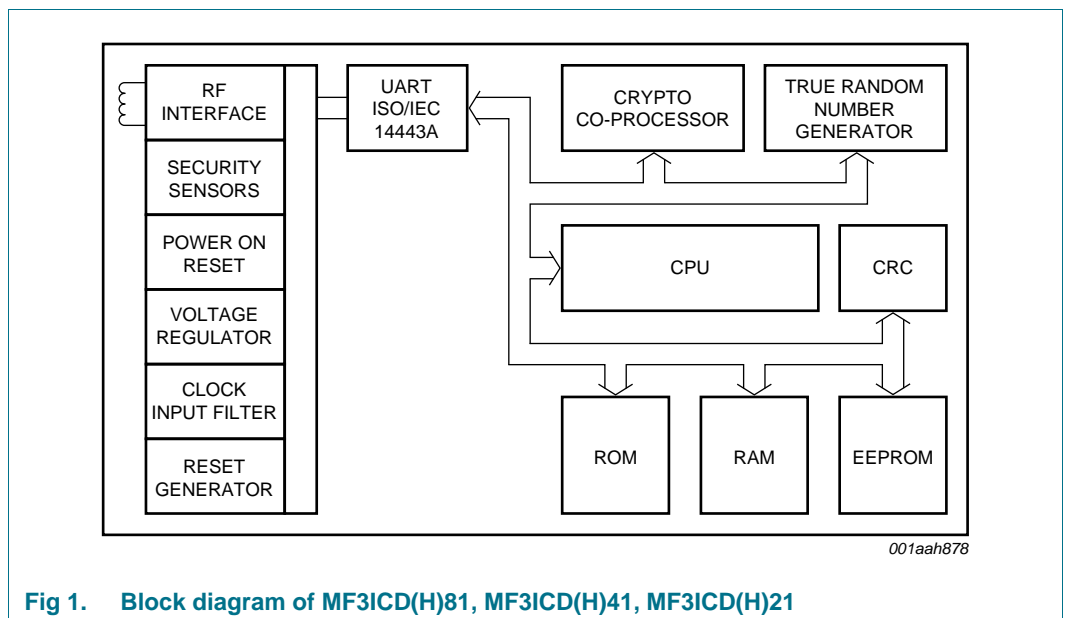 RF
INTERFACE
SECURITY
SENSORS
POWER ON
RESET
VOLTAGE
REGULATOR
CLOCK
INPUT FILTER
RESET
GENERATOR
UART
ISO/IEC
14443A
CRYPTO
CO-PROCESSOR
TRUE RANDOM
NUMBER
GENERATOR
CPU
CRC
ROM
RAM
EEPROM
001aah878
Fig 1. Block diagram of MF3ICD(H)81, MF3ICD(H)41, MF3ICD(H)21